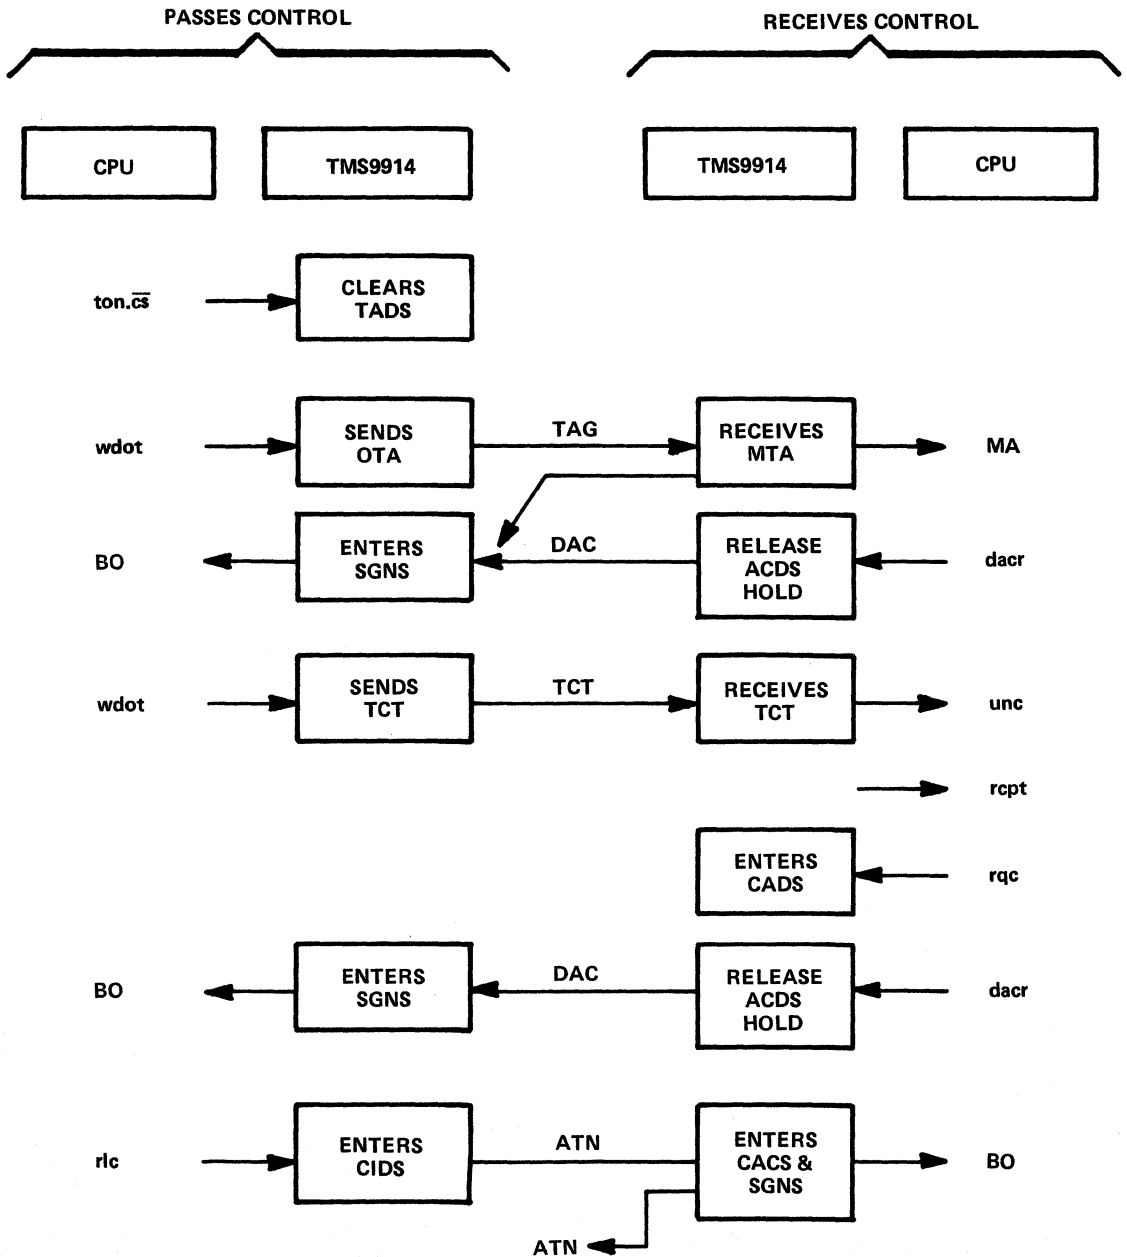 PASSES CONTROL
RECEIVES CONTROL
CPU
TMS9914
TMS9914
CPU
ton.c̅s̅
CLEARS
TADS
wdot
SENDS
OTA
TAG
RECEIVES
MTA
MA
BO
ENTERS
SGNS
DAC
RELEASE
ACDS
HOLD
dacr
wdot
SENDS
TCT
TCT
RECEIVES
TCT
unc
rcpt
ENTERS
CADS
rqc
BO
ENTERS
SGNS
DAC
RELEASE
ACDS
HOLD
dacr
rlc
ENTERS
CIDS
ATN
ENTERS
CACS &
SGNS
BO
ATN